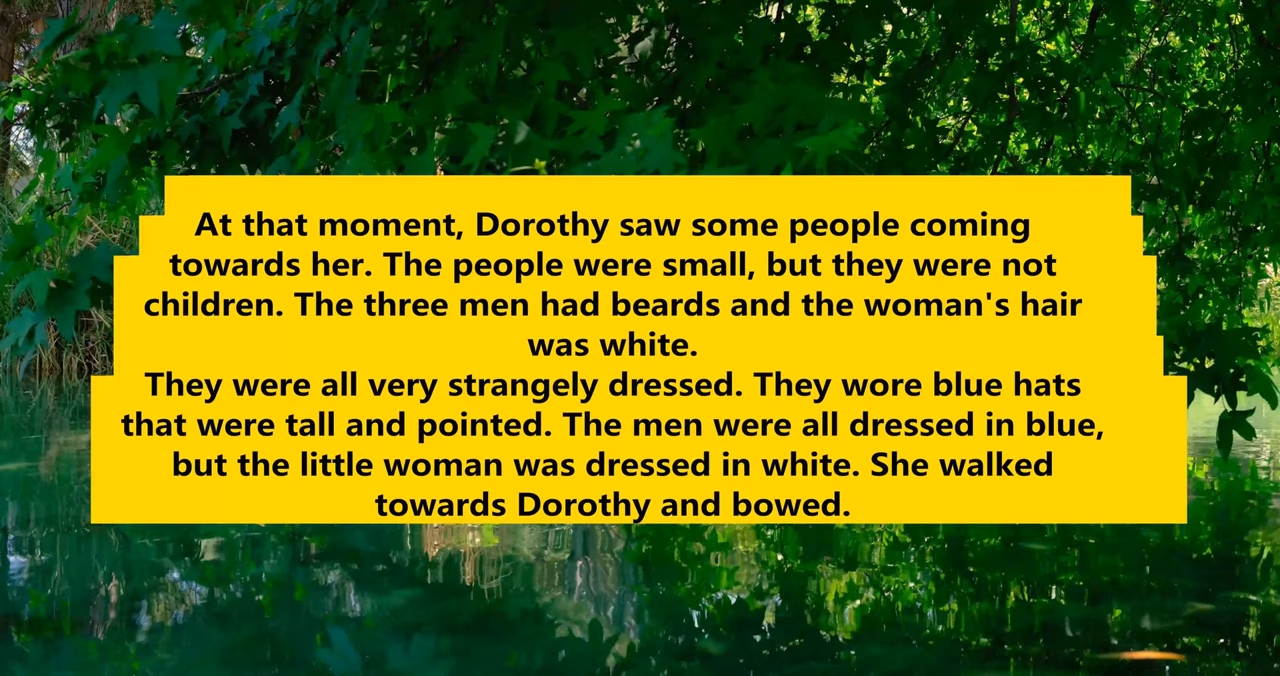 At that moment, Dorothy saw some people coming
towards her. The people were small, but they were not
children. The three men had beards and the woman's hair
was white.
They were all very strangely dressed. They wore blue hats
that were tall and pointed. The men were all dressed in blue,
but the little woman was dressed in white. She walked
towards Dorothy and bowed.